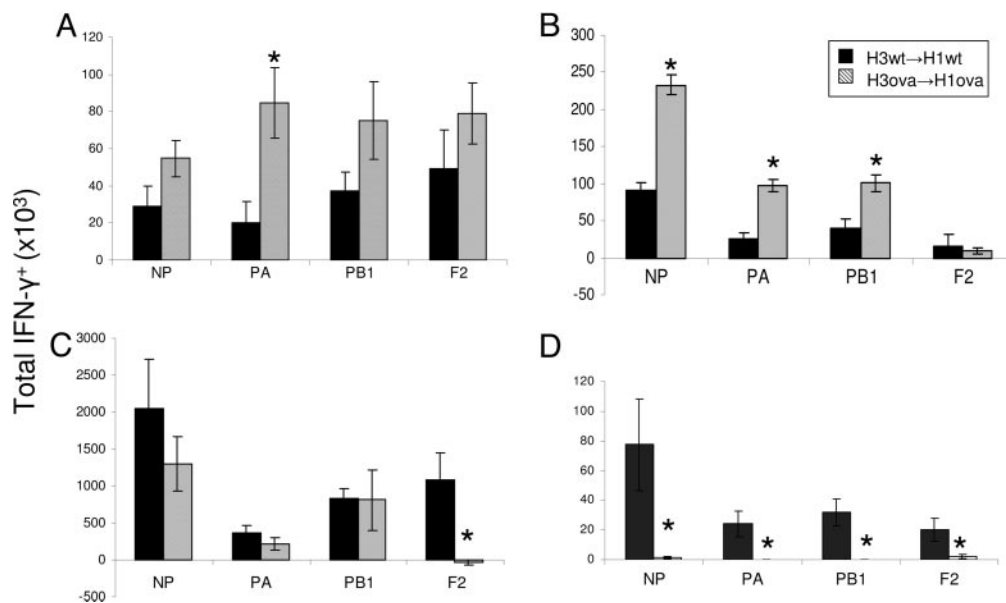 A
120
100
80
60
40
20
0
NP PA PB1 F2
*
B
300
250
200
150
100
50
0
-50
NP PA PB1 F2
* * *
H3wt→H1wt
H3ova→H1ova
Total IFN-γ⁺ (x10³)
C
3000
2500
2000
1500
1000
500
0
-500
NP PA PB1 F2
*
D
120
100
80
60
40
20
0
NP PA PB1 F2
* * * *